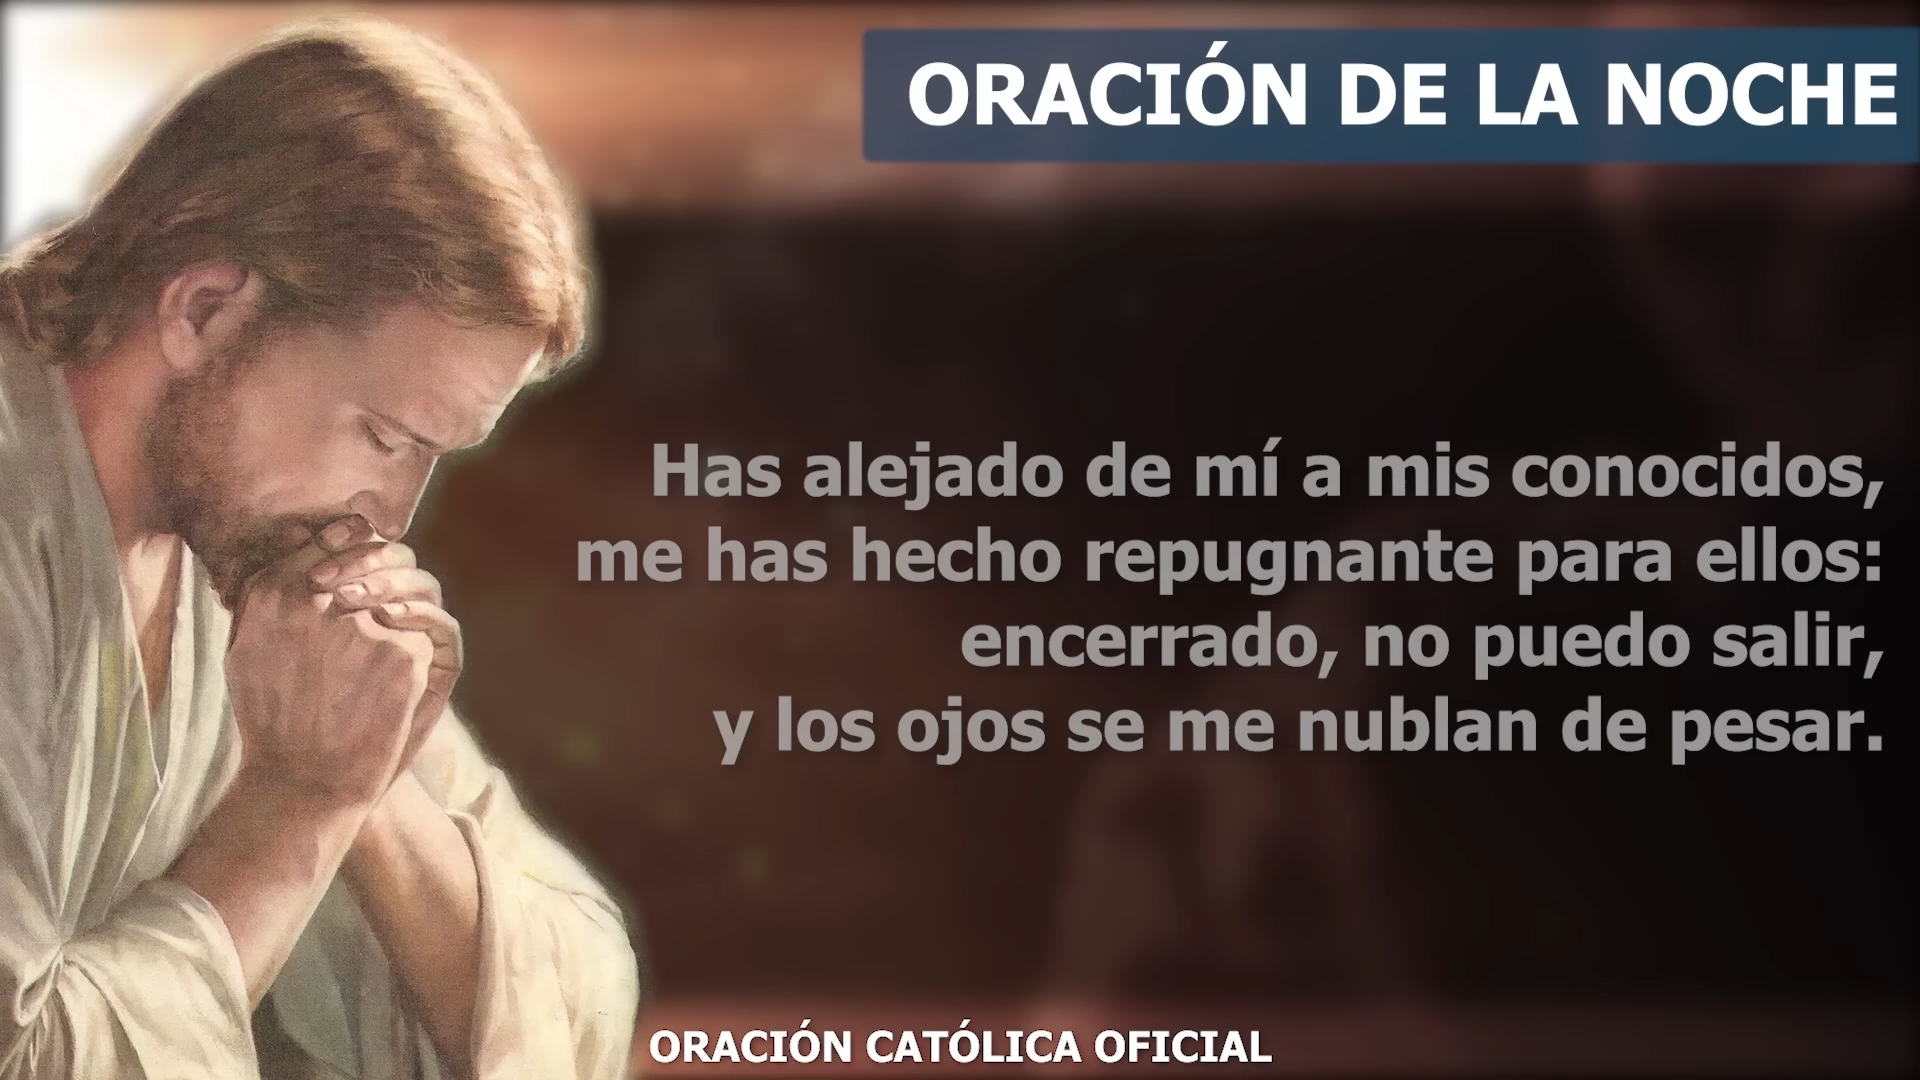 ORACIÓN DE LA NOCHE
Has alejado de mí a mis conocidos,
me has hecho repugnante para ellos:
encerrado, no puedo salir,
y los ojos se me nublan de pesar.
ORACIÓN CATÓLICA OFICIAL